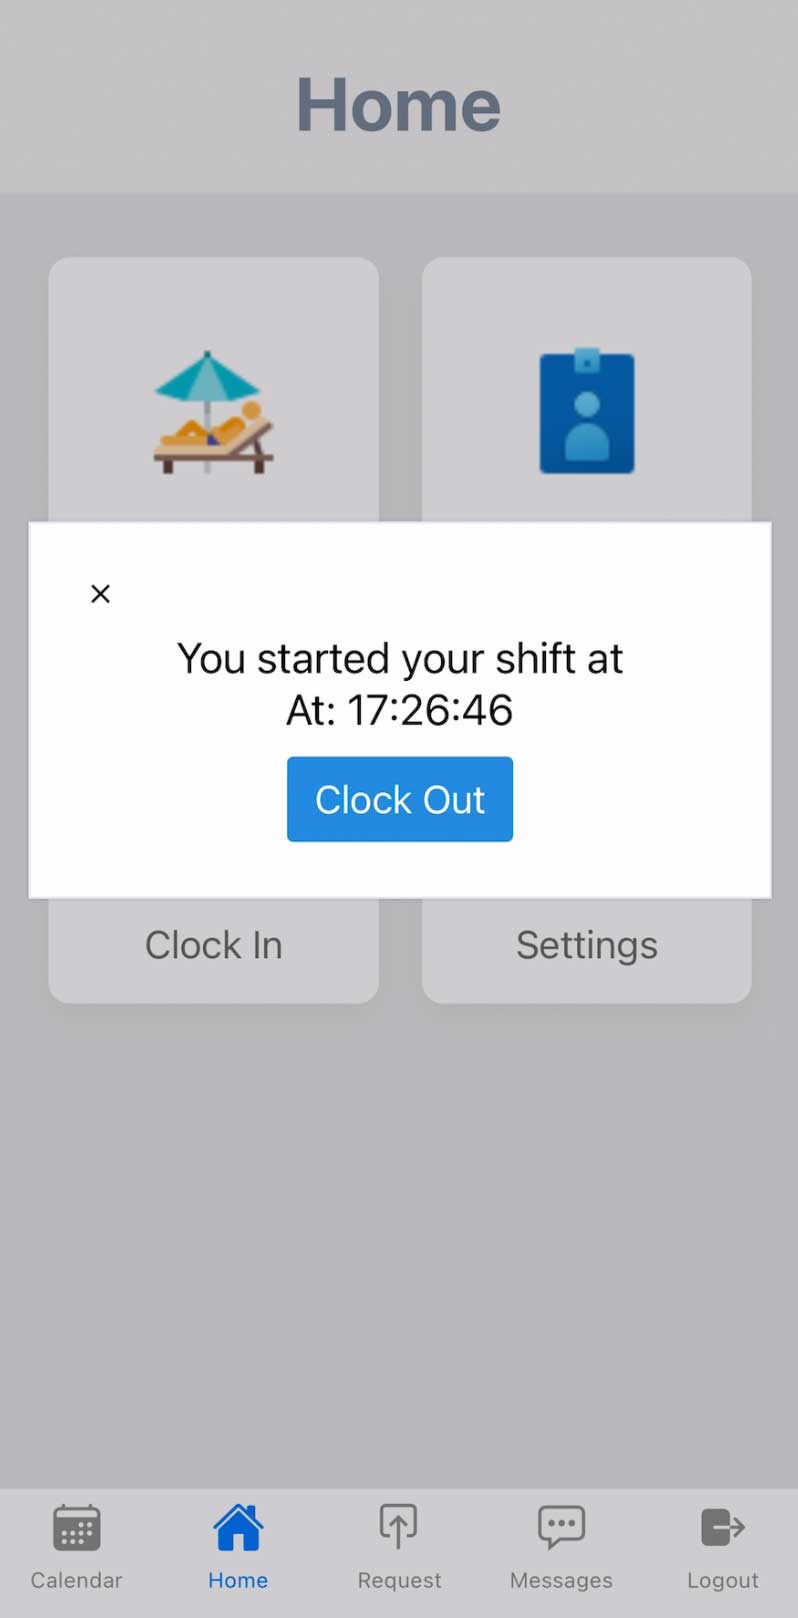 Home
×
You started your shift at
At: 17:26:46
Clock Out
Clock In
Settings
Calendar
Home
Request
Messages
Logout